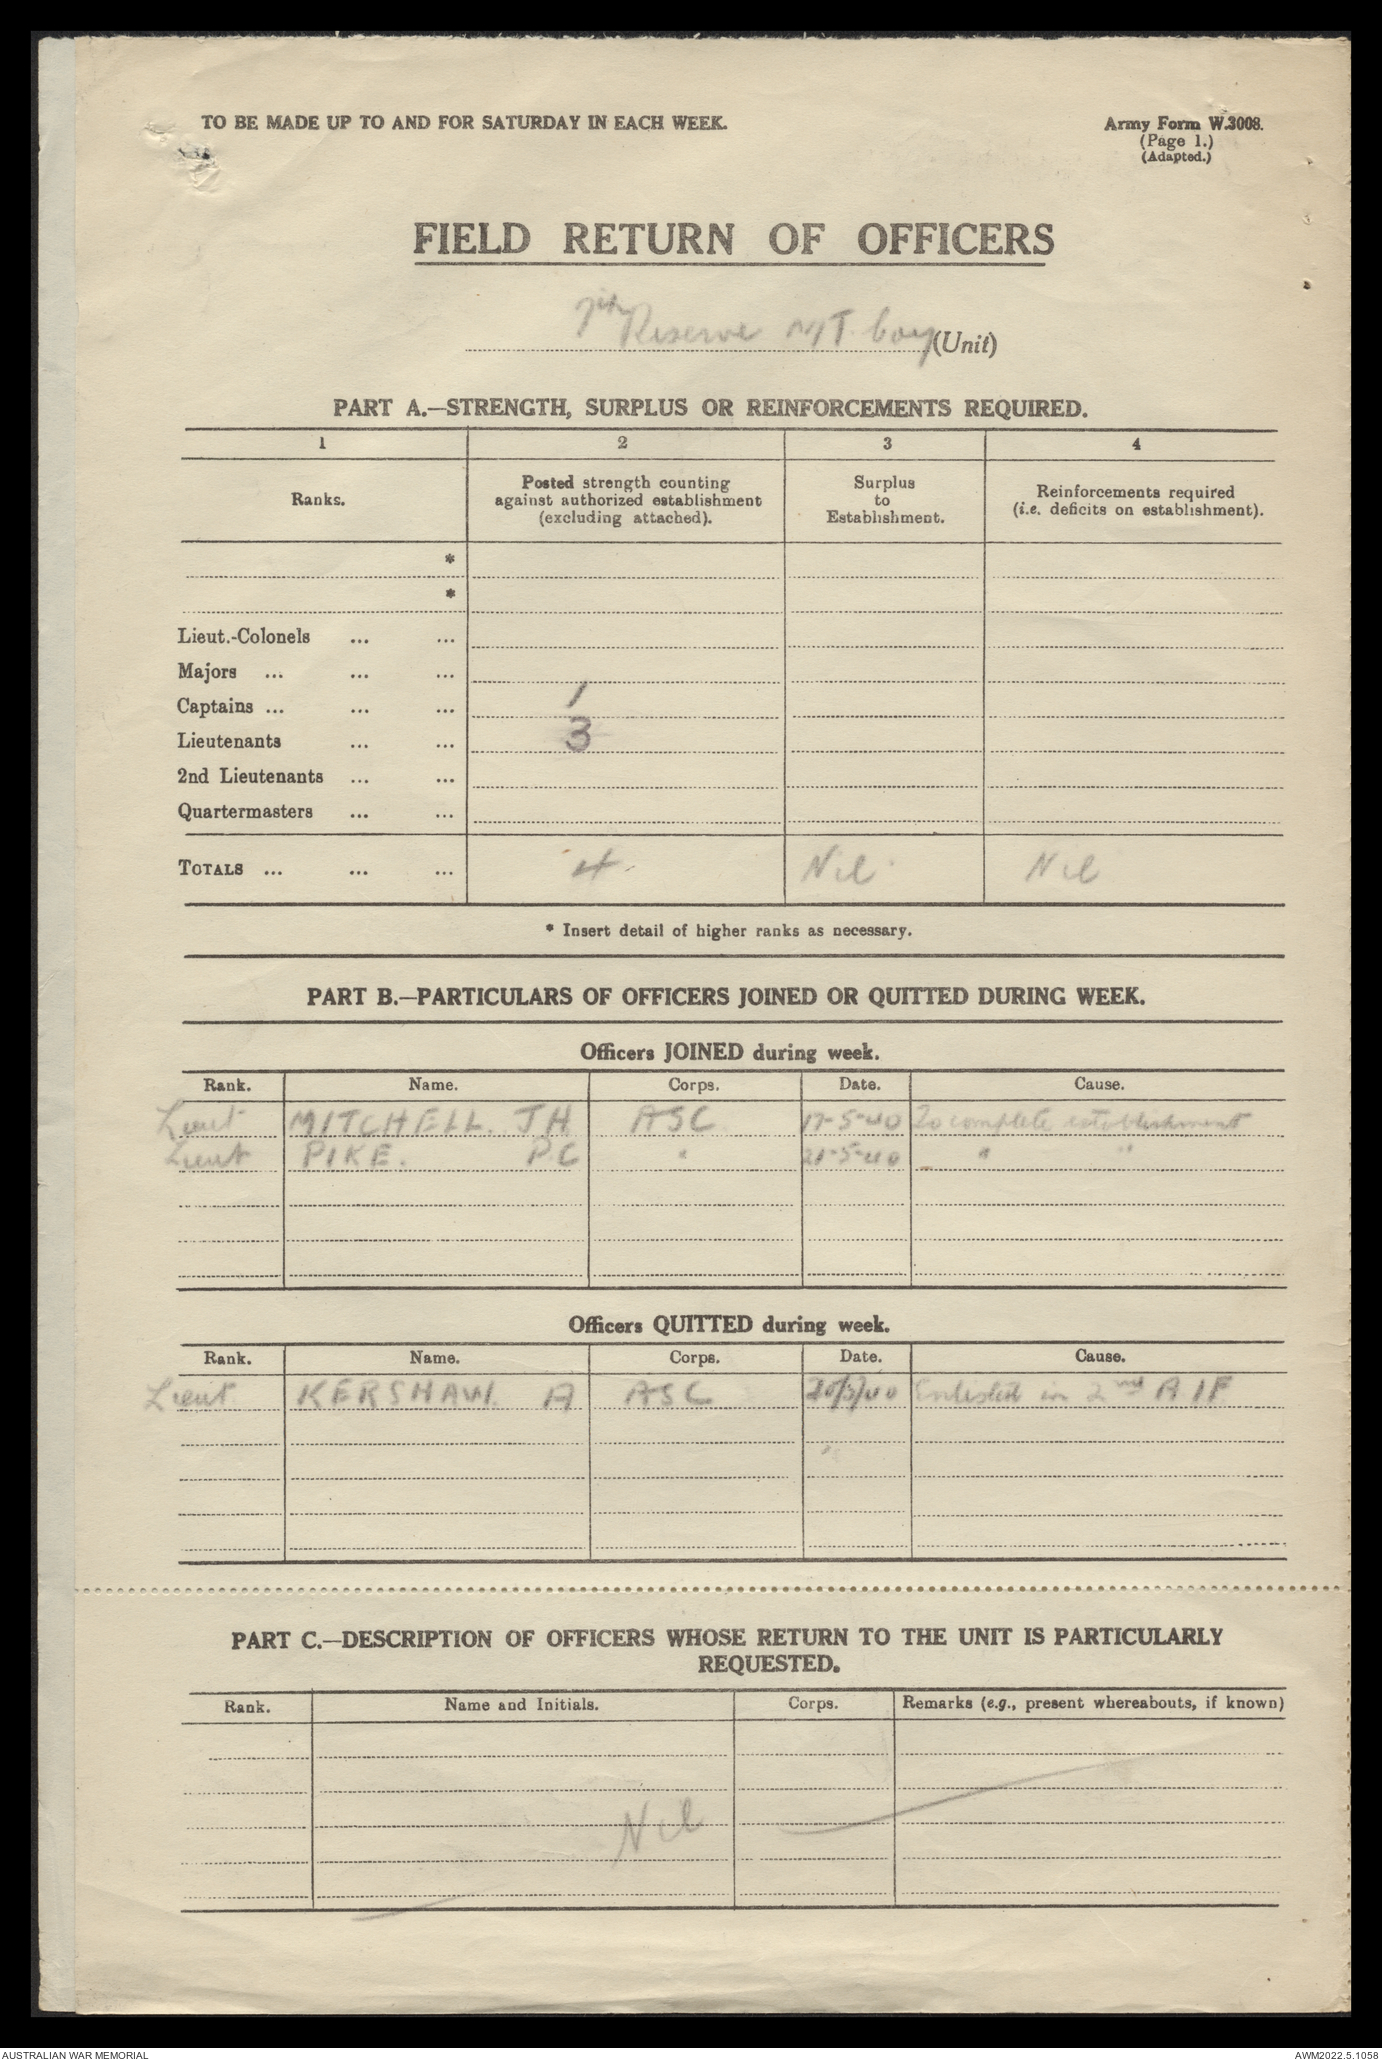 TO BE MADE UP TO AND FOR SATURDAY IN EACH WEEK.
Army Form W.3008.
(Page 1.)
(Adapted.)
FIELD RETURN OF OFFICERS
Reserve M/T. Coy (Unit)
PART A.—STRENGTH, SURPLUS OR REINFORCEMENTS REQUIRED.
1 2 3 4
Ranks. Posted strength counting against authorized establishment (excluding attached). Surplus to Establishment. Reinforcements required (i.e. deficits on establishment).
*
*
Lieut.-Colonels ... ...
Majors ... ... ...
Captains ... ... ... 1
Lieutenants ... ... 3
2nd Lieutenants ... ...
Quartermasters ... ...
TOTALS ... ... ... 4 Nil Nil
* Insert detail of higher ranks as necessary.
PART B.—PARTICULARS OF OFFICERS JOINED OR QUITTED DURING WEEK.
Officers JOINED during week.
Rank. Name. Corps. Date. Cause.
Lieut MITCHELL. J.H. ASC 17-5-40 To complete establishment
Lieut PIKE. P C " 21-5-40 " "
Officers QUITTED during week.
Rank. Name. Corps. Date. Cause.
Lieut KERSHAW. A ASC 20/5/40 Enlisted in 2nd A I F
PART C.—DESCRIPTION OF OFFICERS WHOSE RETURN TO THE UNIT IS PARTICULARLY
REQUESTED.
Rank. Name and Initials. Corps. Remarks (e.g., present whereabouts, if known)
Nil
AUSTRALIAN WAR MEMORIAL
AWM2022.5.1058